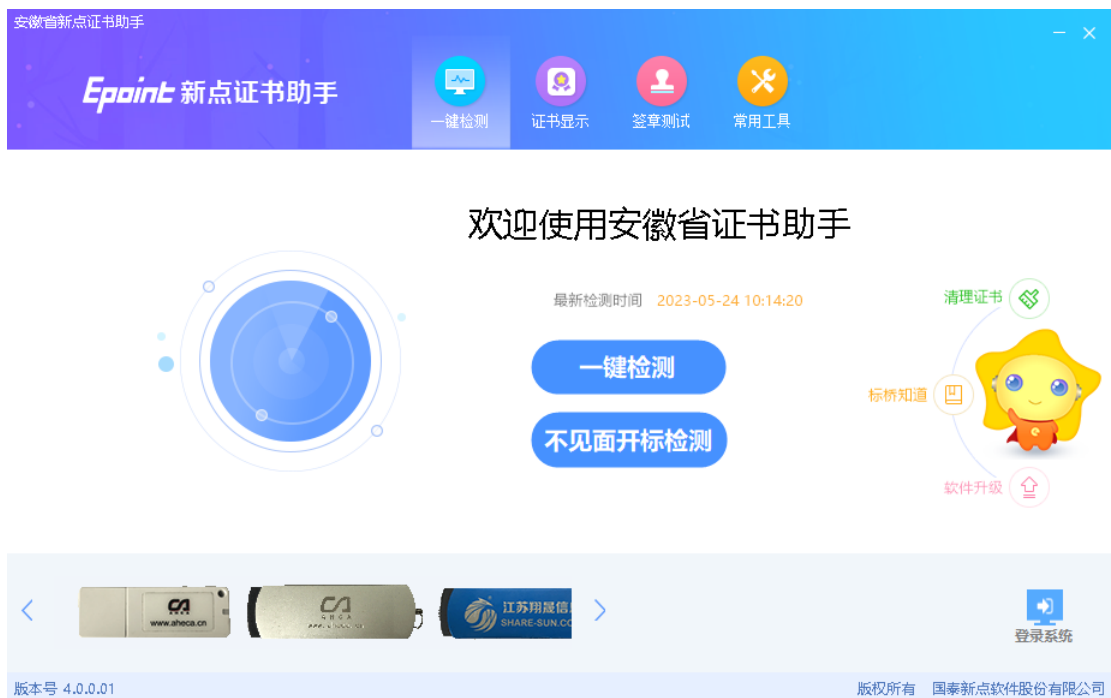 安徽省新点证书助手
Epoint 新点证书助手
一键检测
证书显示
签章测试
常用工具
欢迎使用安徽省证书助手
最新检测时间 2023-05-24 10:14:20
一键检测
不见面开标检测
清理证书
标桥知道
软件升级
CA
AHECA
www.aheca.cn
CA
AHECA
江苏翔晟信息
SHARE-SUN.CO
登录系统
版本号 4.0.0.01
版权所有 国泰新点软件股份有限公司